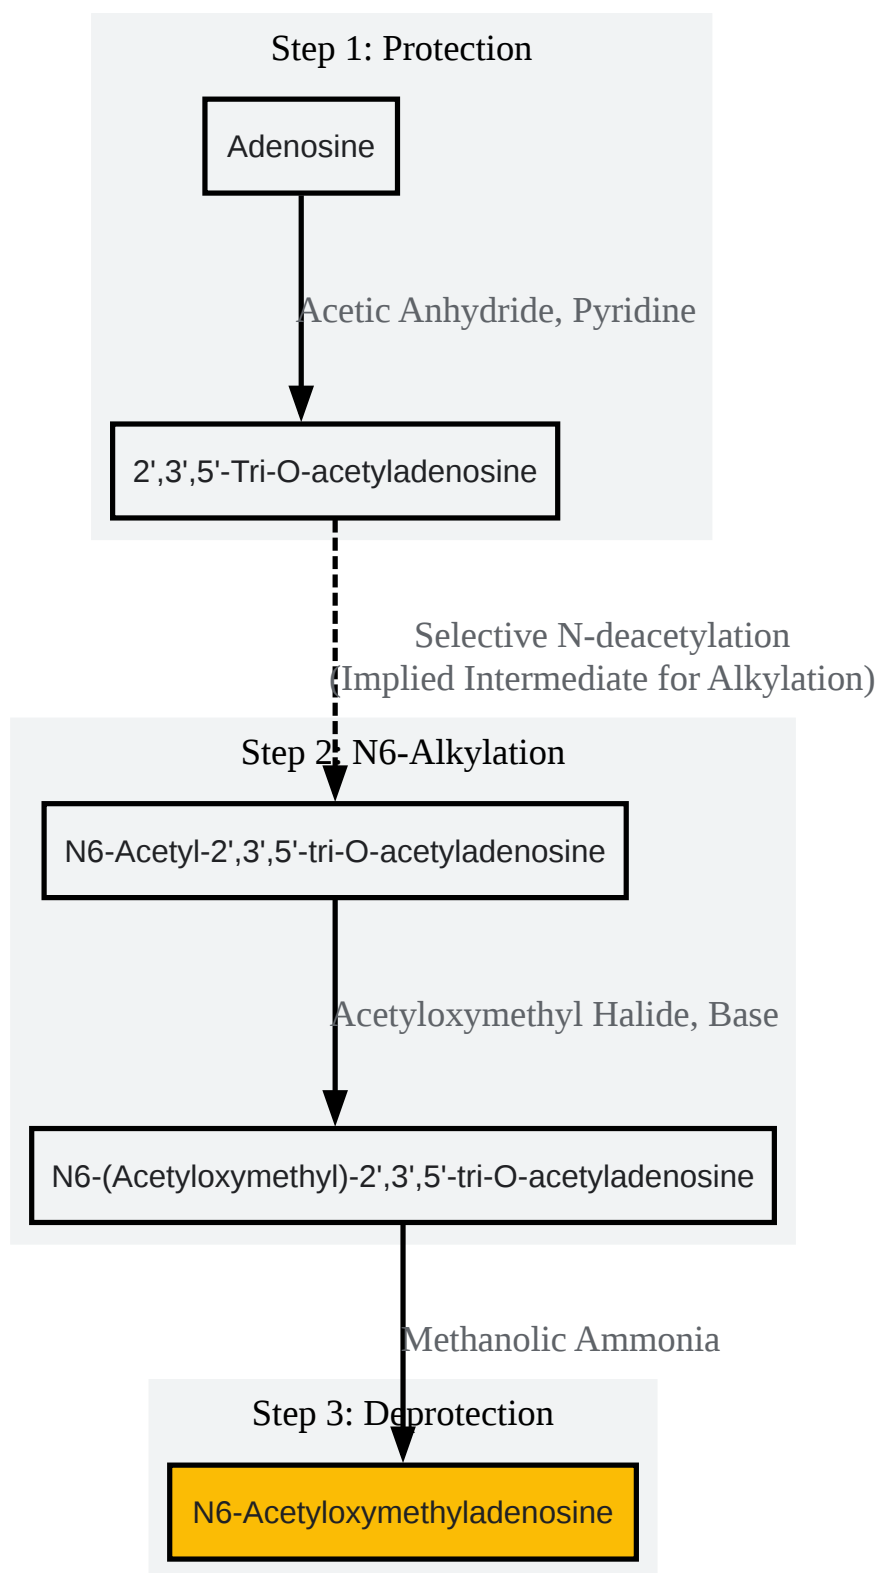 Step 1: Protection
Adenosine
Acetic Anhydride, Pyridine
2',3',5'-Tri-O-acetyladenosine
Selective N-deacetylation
(Implied Intermediate for Alkylation)
Step 2: N6-Alkylation
N6-Acetyl-2',3',5'-tri-O-acetyladenosine
Acetyloxymethyl Halide, Base
N6-(Acetyloxymethyl)-2',3',5'-tri-O-acetyladenosine
Methanolic Ammonia
Step 3: Deprotection
N6-Acetyloxymethyladenosine